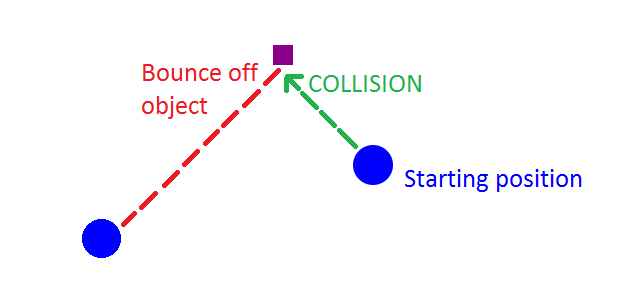 Bounce off
object
COLLISION
Starting position